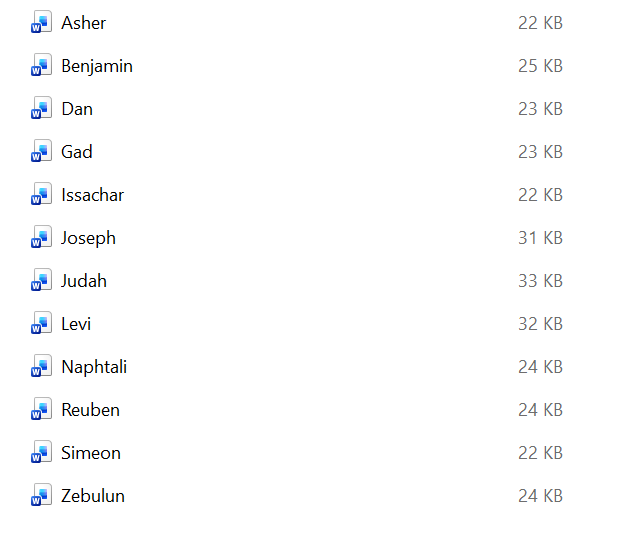 Asher 22 KB
Benjamin 25 KB
Dan 23 KB
Gad 23 KB
Issachar 22 KB
Joseph 31 KB
Judah 33 KB
Levi 32 KB
Naphtali 24 KB
Reuben 24 KB
Simeon 22 KB
Zebulun 24 KB